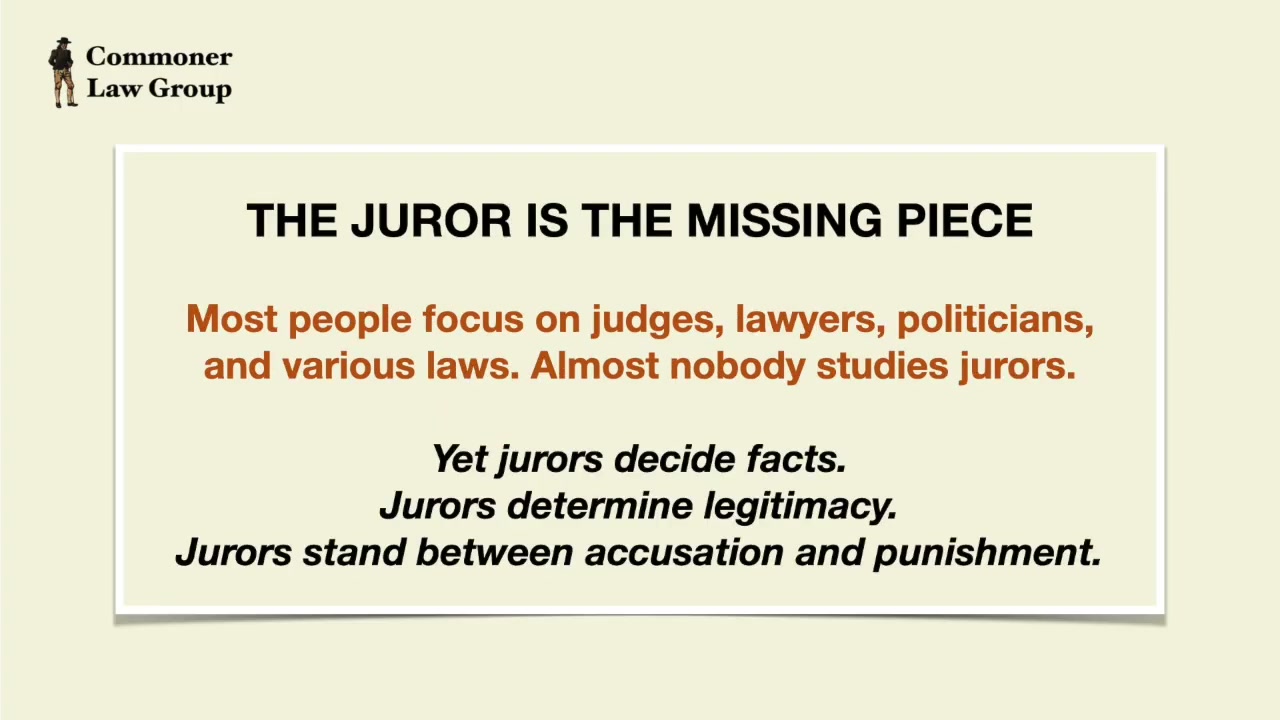 Commoner
Law Group
THE JUROR IS THE MISSING PIECE
Most people focus on judges, lawyers, politicians,
and various laws. Almost nobody studies jurors.
Yet jurors decide facts.
Jurors determine legitimacy.
Jurors stand between accusation and punishment.